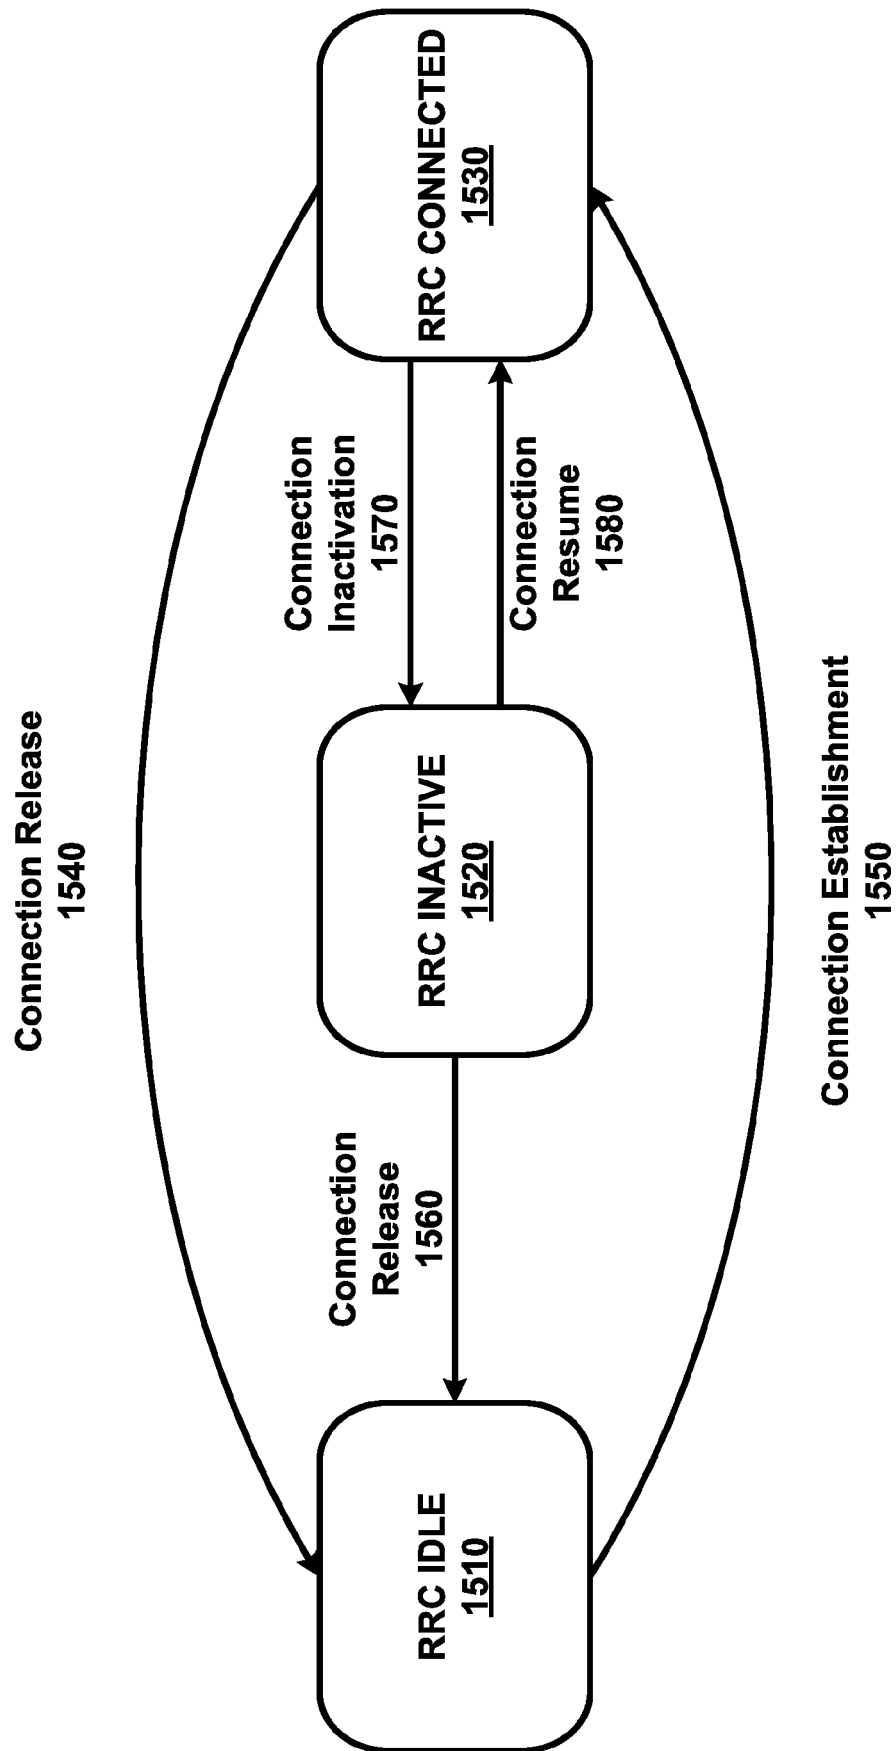 Connection Release
1540
RRC IDLE
1510
Connection
Release
1560
RRC INACTIVE
1520
Connection
Inactivation
1570
Connection
Resume
1580
RRC CONNECTED
1530
Connection Establishment
1550